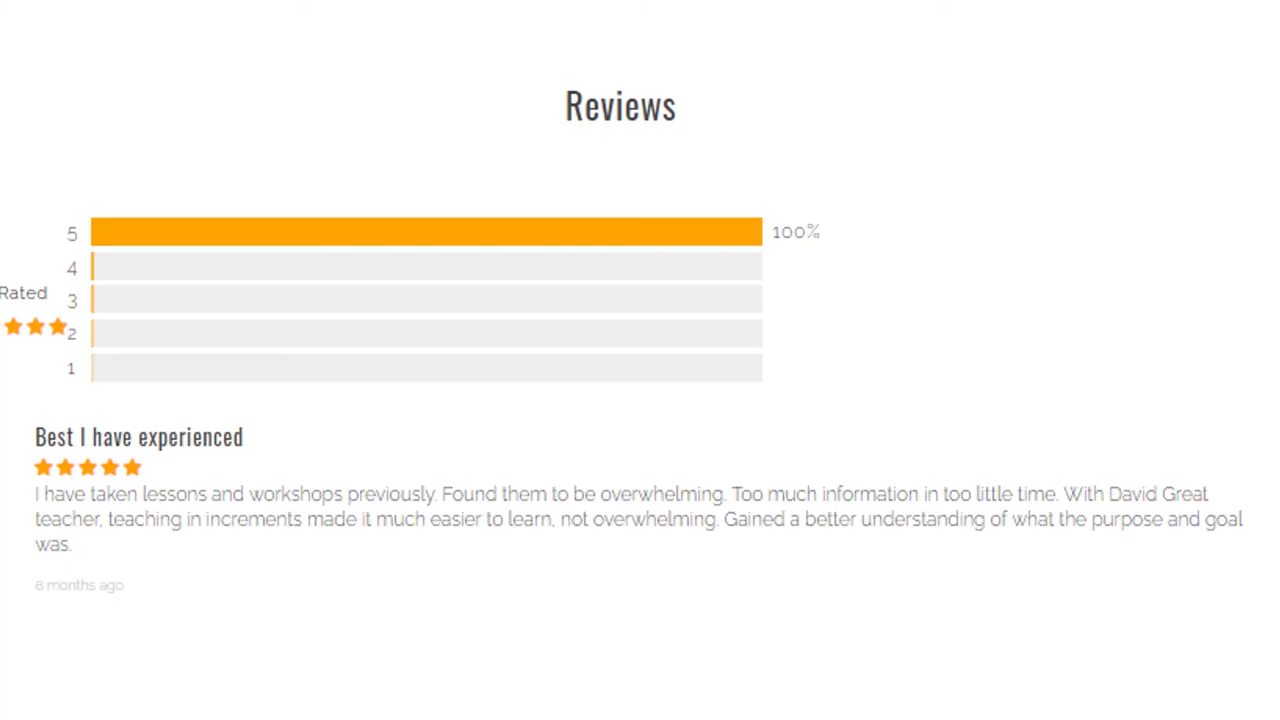 Reviews
5
100%
4
Rated
3
2
1
Best I have experienced
I have taken lessons and workshops previously. Found them to be overwhelming. Too much information in too little time. With David Great
teacher, teaching in increments made it much easier to learn, not overwhelming. Gained a better understanding of what the purpose and goal
was.
6 months ago